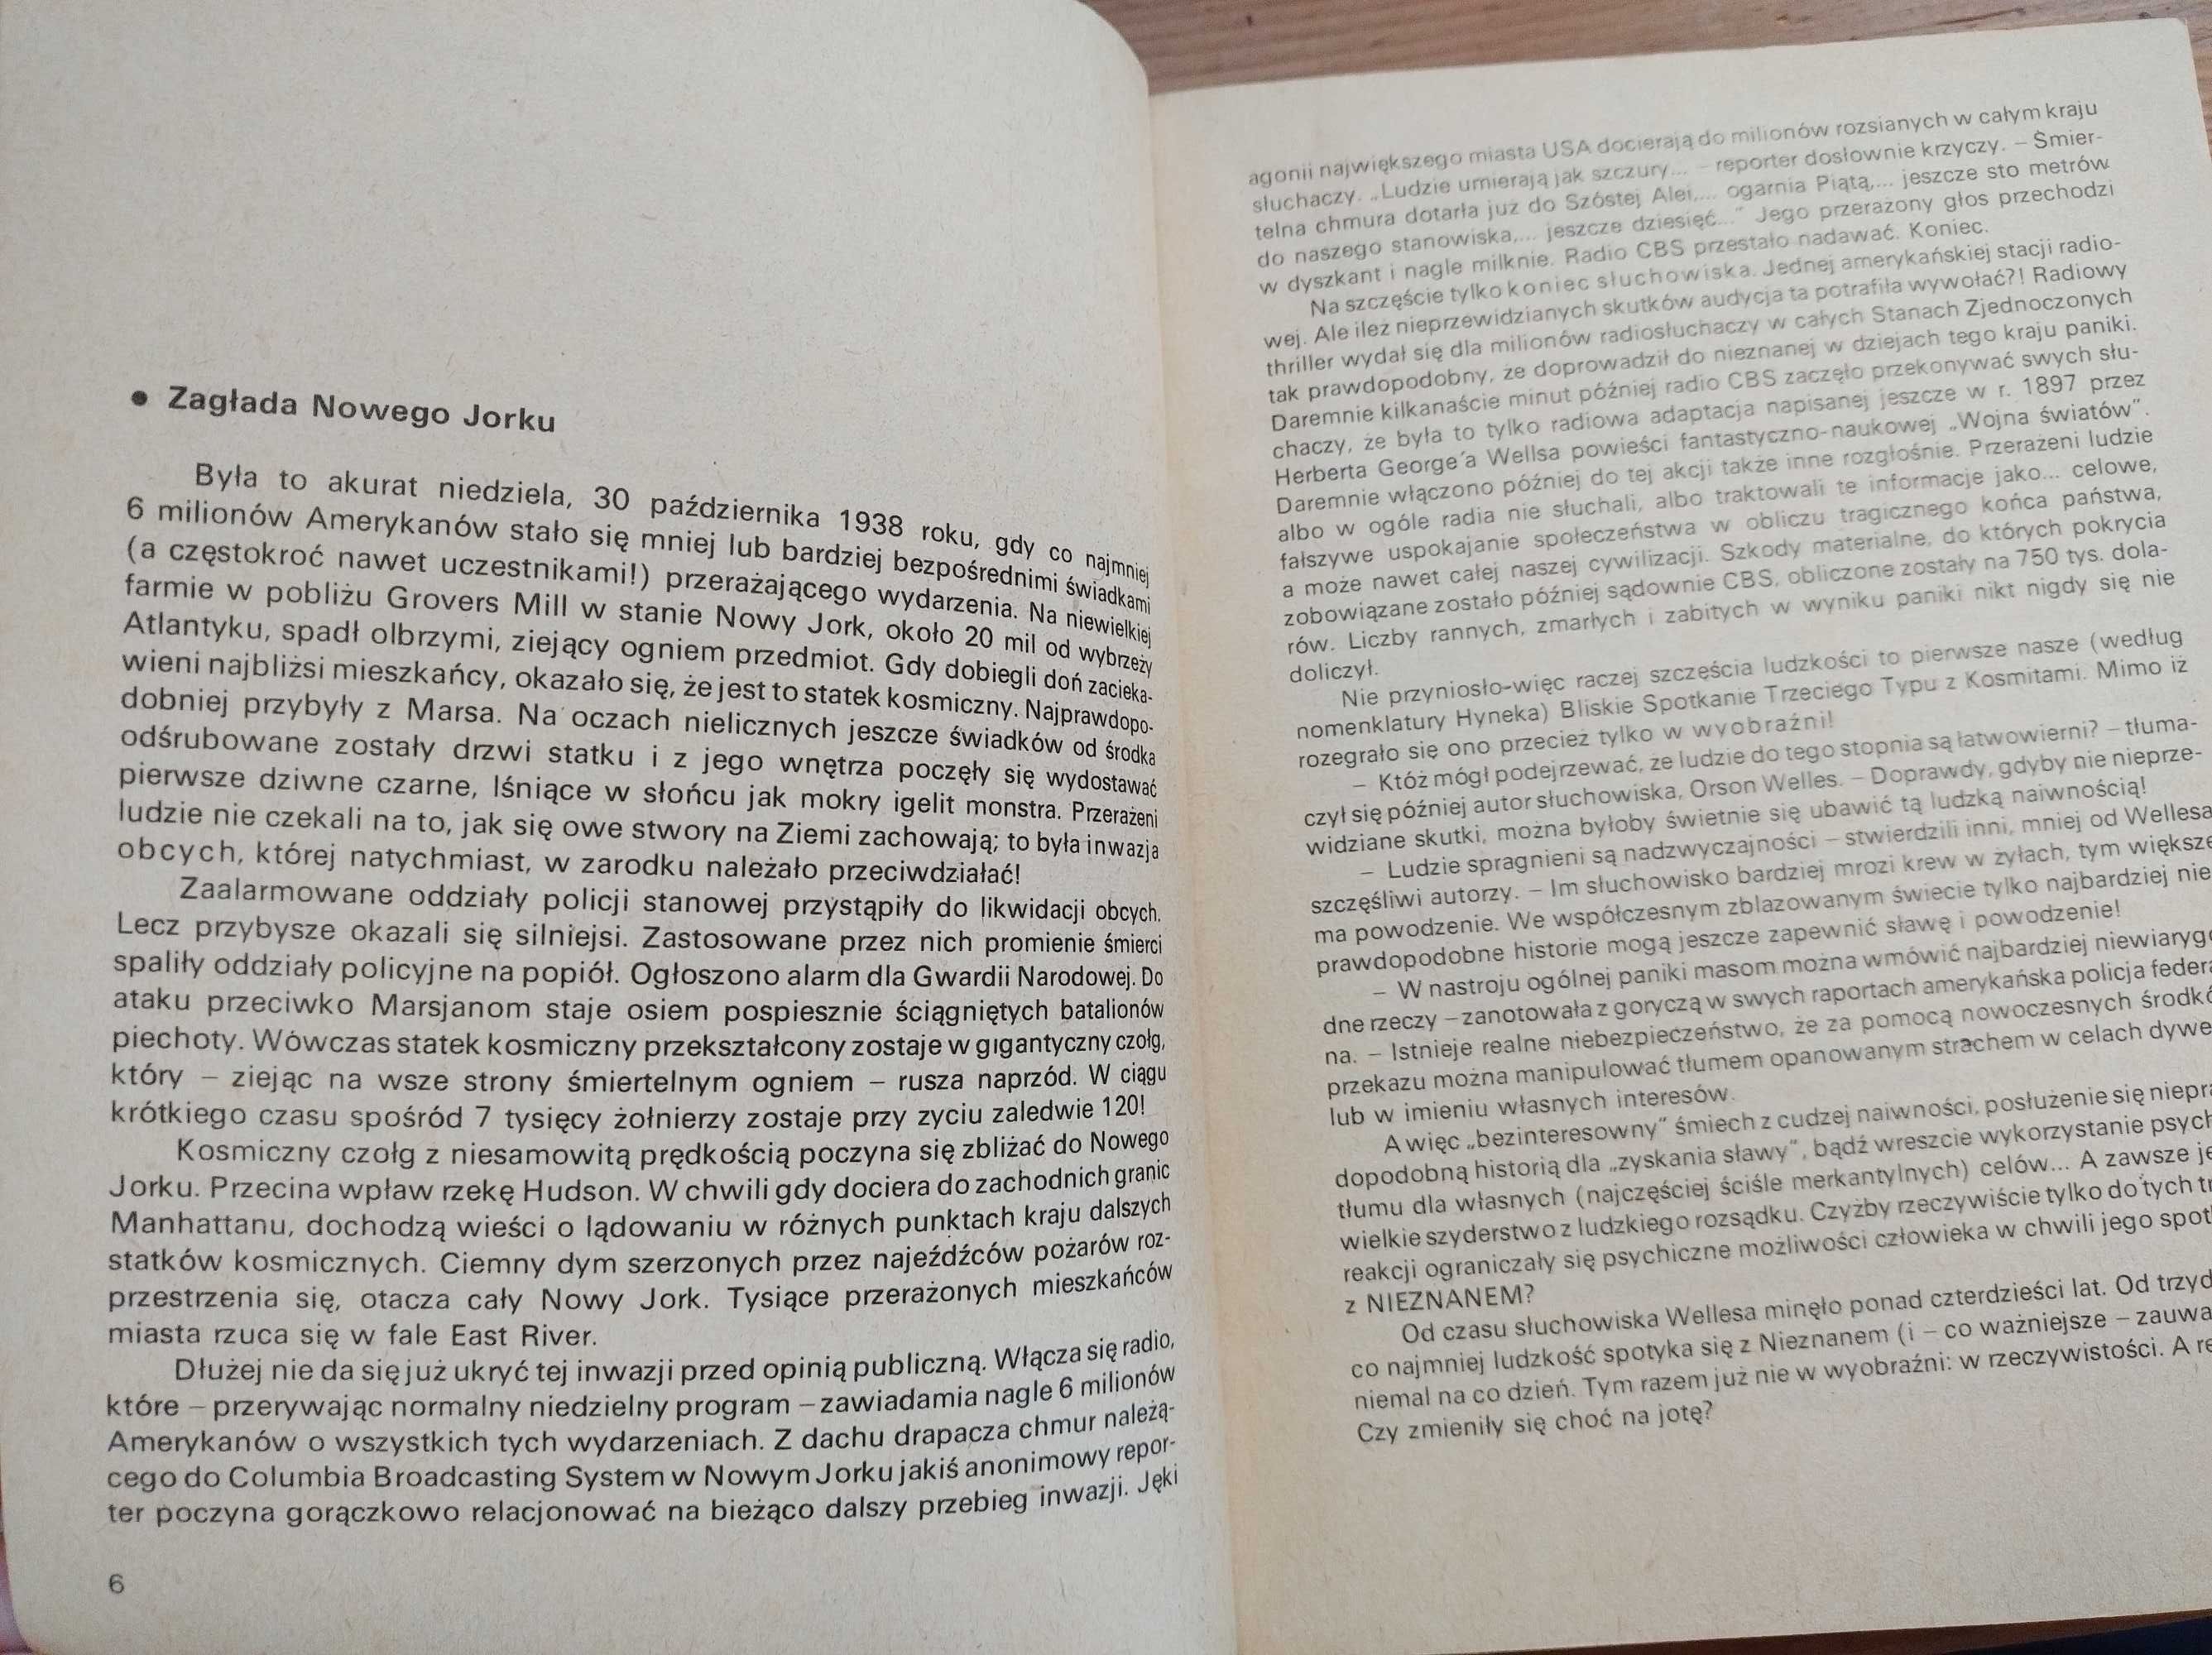 • Zagłada Nowego Jorku
Była to akurat niedziela, 30 października 1938 roku, gdy co najmniej
6 milionów Amerykanów stało się mniej lub bardziej bezpośrednimi świadkami
(a częstokroć nawet uczestnikami!) przerażającego wydarzenia. Na niewielkiej
farmie w pobliżu Grovers Mill w stanie Nowy Jork, około 20 mil od wybrzeży
Atlantyku, spadł olbrzymi, ziejący ogniem przedmiot. Gdy dobiegli doń zacieka-
wieni najbliżsi mieszkańcy, okazało się, że jest to statek kosmiczny. Najprawdopo-
dobniej przybyły z Marsa. Na oczach nielicznych jeszcze świadków od środka
odśrubowane zostały drzwi statku i z jego wnętrza poczęły się wydostawać
pierwsze dziwne czarne, lśniące w słońcu jak mokry igelit monstra. Przerażeni
ludzie nie czekali na to, jak się owe stwory na Ziemi zachowają; to była inwazja
obcych, której natychmiast, w zarodku należało przeciwdziałać!
Zaalarmowane oddziały policji stanowej przystąpiły do likwidacji obcych.
Lecz przybysze okazali się silniejsi. Zastosowane przez nich promienie śmierci
spaliły oddziały policyjne na popiół. Ogłoszono alarm dla Gwardii Narodowej. Do
ataku przeciwko Marsjanom staje osiem pospiesznie ściągniętych batalionów
piechoty. Wówczas statek kosmiczny przekształcony zostaje w gigantyczny czołg,
który – ziejąc na wsze strony śmiertelnym ogniem – rusza naprzód. W ciągu
krótkiego czasu spośród 7 tysięcy żołnierzy zostaje przy zyciu zaledwie 120!
Kosmiczny czołg z niesamowitą prędkością poczyna się zbliżać do Nowego
Jorku. Przecina wpław rzekę Hudson. W chwili gdy dociera do zachodnich granic
Manhattanu, dochodzą wieści o lądowaniu w różnych punktach kraju dalszych
statków kosmicznych. Ciemny dym szerzonych przez najeźdźców pożarów roz-
przestrzenia się, otacza cały Nowy Jork. Tysiące przerażonych mieszkańców
miasta rzuca się w fale East River.
Dłużej nie da się już ukryć tej inwazji przed opinią publiczną. Włącza się radio,
które – przerywając normalny niedzielny program – zawiadamia nagle 6 milionów
Amerykanów o wszystkich tych wydarzeniach. Z dachu drapacza chmur należą-
cego do Columbia Broadcasting System w Nowym Jorku jakiś anonimowy repor-
ter poczyna gorączkowo relacjonować na bieżąco dalszy przebieg inwazji. Jęki
6
agonii największego miasta USA docierają do milionów rozsianych w całym kraju
słuchaczy. „Ludzie umierają jak szczury... – reporter dosłownie krzyczy. – Śmier-
telna chmura dotarła już do Szóstej Alei,... ogarnia Piątą,... jeszcze sto metrów
do naszego stanowiska,... jeszcze dziesięć..." Jego przerażony głos przechodzi
w dyszkant i nagle milknie. Radio CBS przestało nadawać. Koniec.
Na szczęście tylko koniec słuchowiska. Jednej amerykańskiej stacji radio-
wej. Ale ileż nieprzewidzianych skutków audycja ta potrafiła wywołać?! Radiowy
thriller wydał się dla milionów radiosłuchaczy w całych Stanach Zjednoczonych
tak prawdopodobny, że doprowadził do nieznanej w dziejach tego kraju paniki.
Daremnie kilkanaście minut później radio CBS zaczęło przekonywać swych słu-
chaczy, że była to tylko radiowa adaptacja napisanej jeszcze w r. 1897 przez
Herberta George'a Wellsa powieści fantastyczno-naukowej „Wojna światów".
Daremnie włączono później do tej akcji także inne rozgłośnie. Przerażeni ludzie
albo w ogóle radia nie słuchali, albo traktowali te informacje jako... celowe,
fałszywe uspokajanie społeczeństwa w obliczu tragicznego końca państwa,
a może nawet całej naszej cywilizacji. Szkody materialne, do których pokrycia
zobowiązane zostało później sądownie CBS, obliczone zostały na 750 tys. dola-
rów. Liczby rannych, zmarłych i zabitych w wyniku paniki nikt nigdy się nie
doliczył.
Nie przyniosło-więc raczej szczęścia ludzkości to pierwsze nasze (według
nomenklatury Hyneka) Bliskie Spotkanie Trzeciego Typu z Kosmitami. Mimo iż
rozegrało się ono przecież tylko w wyobraźni!
– Któż mógł podejrzewać, że ludzie do tego stopnia są łatwowierni? – tłuma-
czył się później autor słuchowiska, Orson Welles. – Doprawdy, gdyby nie nieprze-
widziane skutki, można byłoby świetnie się ubawić tą ludzką naiwnością!
– Ludzie spragnieni są nadzwyczajności – stwierdzili inni, mniej od Wellesa
szczęśliwi autorzy. – Im słuchowisko bardziej mrozi krew w żyłach, tym większe
ma powodzenie. We współczesnym zblazowanym świecie tylko najbardziej nie
prawdopodobne historie mogą jeszcze zapewnić sławę i powodzenie!
– W nastroju ogólnej paniki masom można wmówić najbardziej niewiaryg
dne rzeczy – zanotowała z goryczą w swych raportach amerykańska policja feder
na. – Istnieje realne niebezpieczeństwo, że za pomocą nowoczesnych środk
przekazu można manipulować tłumem opanowanym strachem w celach dywe
lub w imieniu własnych interesów.
A więc „bezinteresowny" śmiech z cudzej naiwności, posłużenie się niepr
dopodobną historią dla „zyskania sławy", bądź wreszcie wykorzystanie psych
tłumu dla własnych (najczęściej ściśle merkantylnych) celów... A zawsze je
wielkie szyderstwo z ludzkiego rozsądku. Czyżby rzeczywiście tylko do tych tr
reakcji ograniczały się psychiczne możliwości człowieka w chwili jego spot
z NIEZNANEM?
Od czasu słuchowiska Wellesa minęło ponad czterdzieści lat. Od trzyd
co najmniej ludzkość spotyka się z Nieznanem (i – co ważniejsze – zauwa
niemal na co dzień. Tym razem już nie w wyobraźni: w rzeczywistości. A re
Czy zmieniły się choć na jotę?